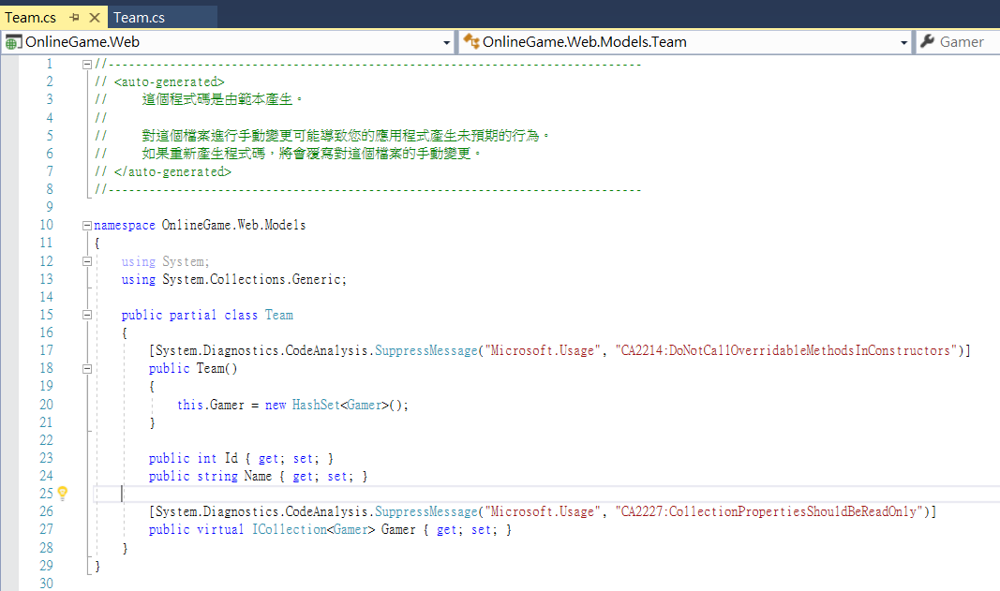 Team.cs
Team.cs
OnlineGame.Web
OnlineGame.Web.Models.Team
Gamer
1 //------------------------------------------------------------------------------
2 // <auto-generated>
3 //     這個程式碼是由範本產生。
4 //
5 //     對這個檔案進行手動變更可能導致您的應用程式產生未預期的行為。
6 //     如果重新產生程式碼，將會覆寫對這個檔案的手動變更。
7 // </auto-generated>
8 //------------------------------------------------------------------------------
9
10 namespace OnlineGame.Web.Models
11 {
12     using System;
13     using System.Collections.Generic;
14
15     public partial class Team
16     {
17         [System.Diagnostics.CodeAnalysis.SuppressMessage("Microsoft.Usage", "CA2214:DoNotCallOverridableMethodsInConstructors")]
18         public Team()
19         {
20             this.Gamer = new HashSet<Gamer>();
21         }
22
23         public int Id { get; set; }
24         public string Name { get; set; }
25
26         [System.Diagnostics.CodeAnalysis.SuppressMessage("Microsoft.Usage", "CA2227:CollectionPropertiesShouldBeReadOnly")]
27         public virtual ICollection<Gamer> Gamer { get; set; }
28     }
29 }
30